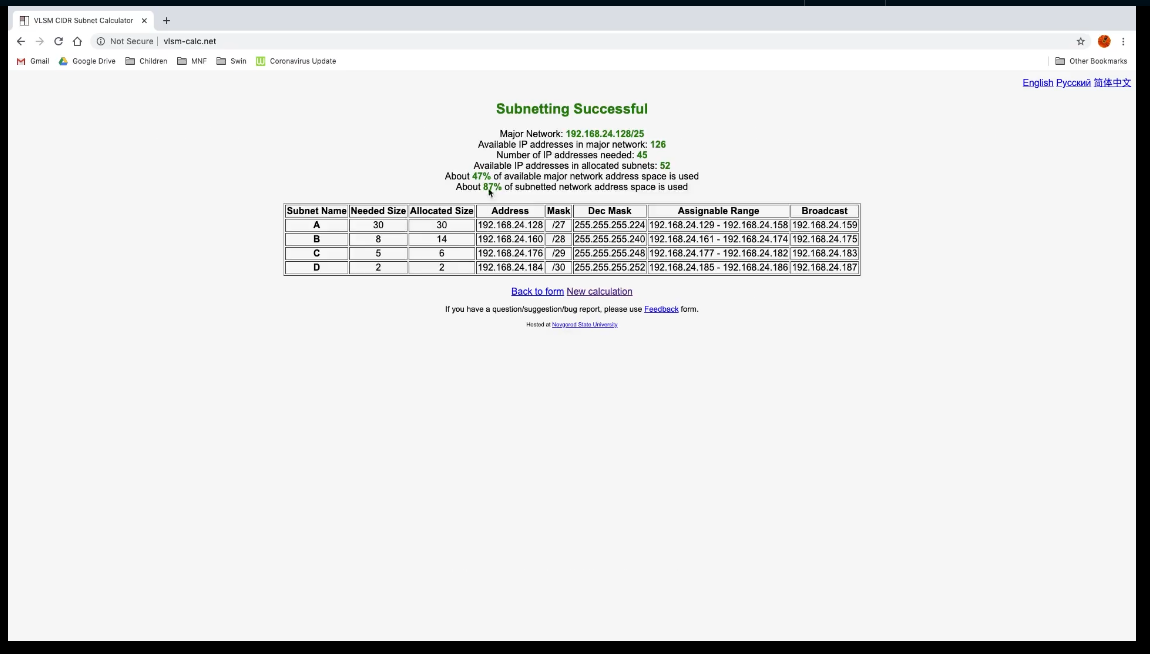 VLSM CIDR Subnet Calculator
Not Secure | vlsm-calc.net
Gmail Google Drive Children MNF Swin Coronavirus Update Other Bookmarks
English Русский 简体中文
Subnetting Successful
Major Network: 192.168.24.128/25
Available IP addresses in major network: 126
Number of IP addresses needed: 45
Available IP addresses in allocated subnets: 52
About 47% of available major network address space is used
About 87% of subnetted network address space is used
Subnet Name Needed Size Allocated Size Address Mask Dec Mask Assignable Range Broadcast
A 30 30 192.168.24.128 /27 255.255.255.224 192.168.24.129 - 192.168.24.158 192.168.24.159
B 8 14 192.168.24.160 /28 255.255.255.240 192.168.24.161 - 192.168.24.174 192.168.24.175
C 5 6 192.168.24.176 /29 255.255.255.248 192.168.24.177 - 192.168.24.182 192.168.24.183
D 2 2 192.168.24.184 /30 255.255.255.252 192.168.24.185 - 192.168.24.186 192.168.24.187
Back to form New calculation
If you have a question/suggestion/bug report, please use Feedback form.
Hosted at Novgorod State University